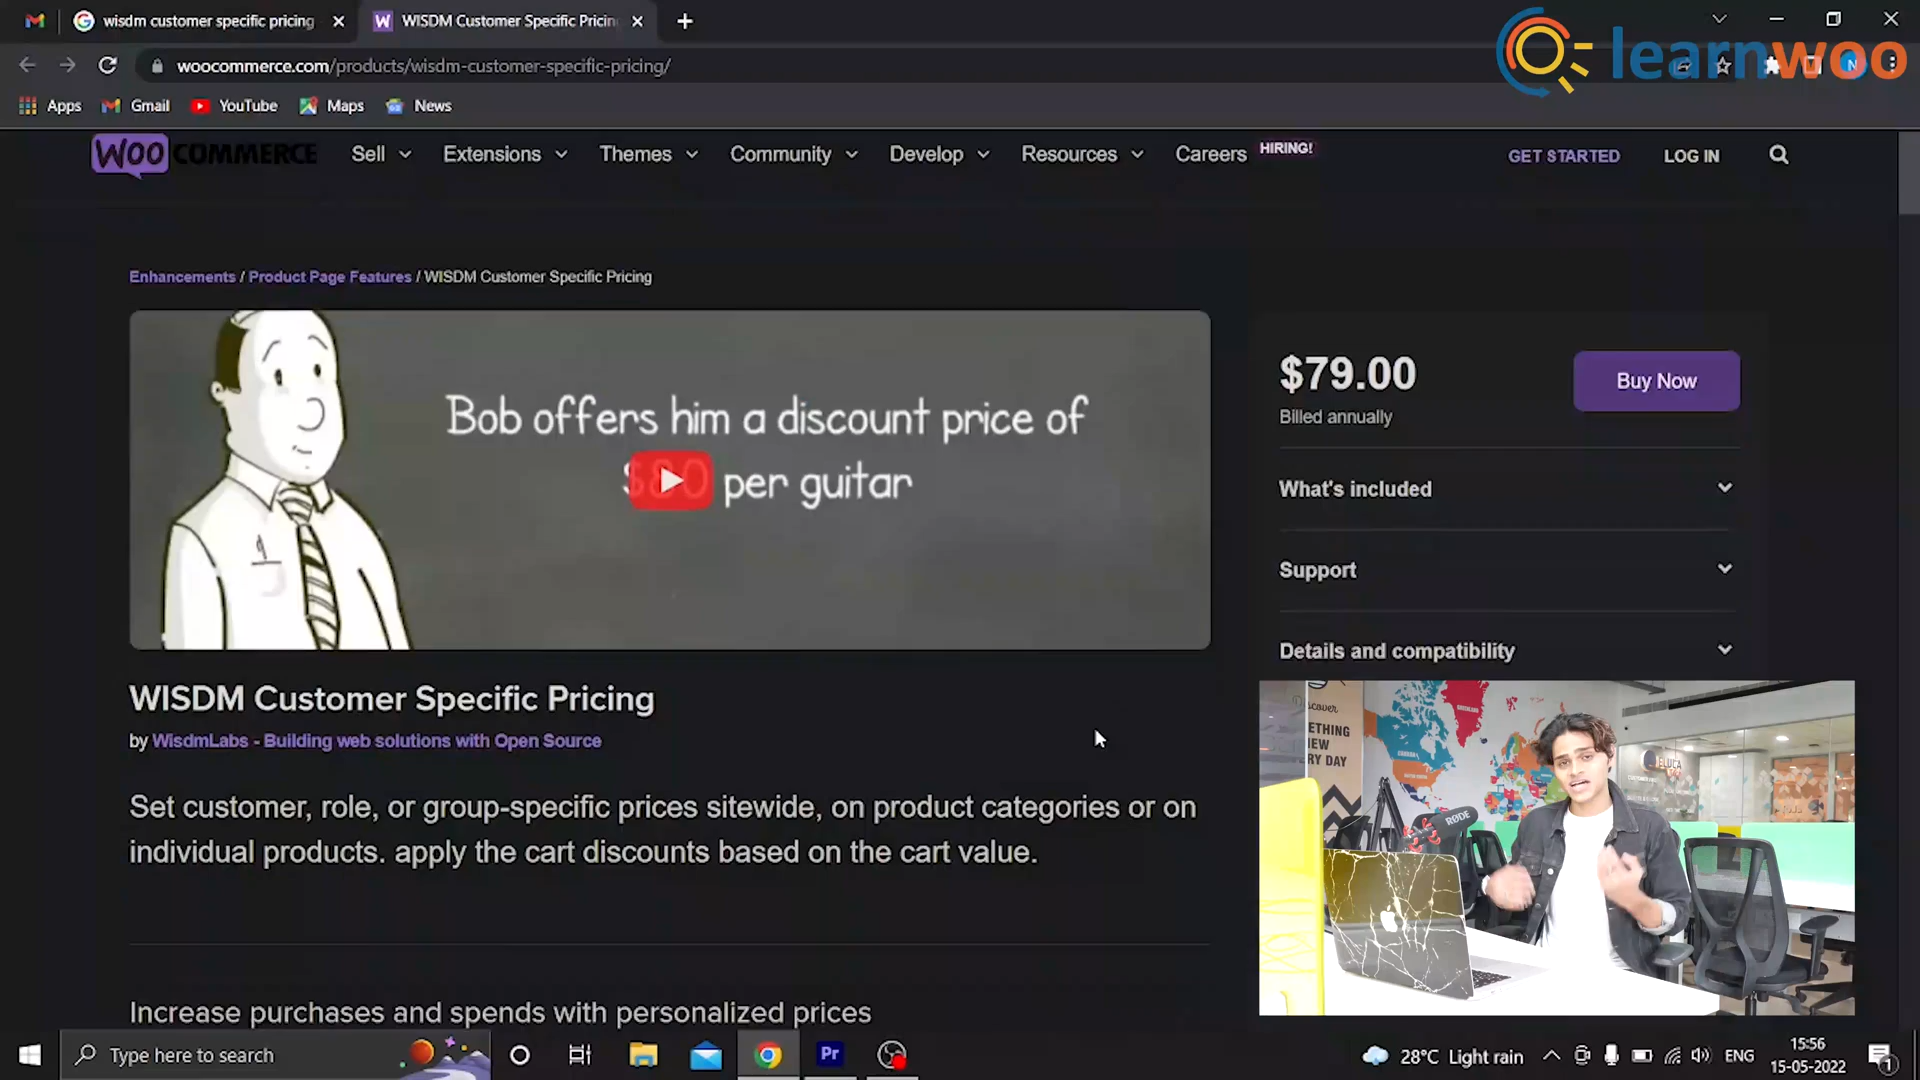 wisdm customer specific pricing
WISDM Customer Specific Pricin
learnwoo
woocommerce.com/products/wisdm-customer-specific-pricing/
N
Apps
Gmail
YouTube
Maps
News
WOO COMMERCE
Sell
Extensions
Themes
Community
Develop
Resources
Careers
HIRING!
GET STARTED
LOG IN
Enhancements / Product Page Features / WISDM Customer Specific Pricing
Bob offers him a discount price of
$80 per guitar
$79.00
Billed annually
Buy Now
What's included
Support
Details and compatibility
WISDM Customer Specific Pricing
by WisdmLabs - Building web solutions with Open Source
Set customer, role, or group-specific prices sitewide, on product categories or on
individual products. apply the cart discounts based on the cart value.
Increase purchases and spends with personalized prices
RØDE
Type here to search
Pr
28°C Light rain
ENG
15:56
15-05-2022
1